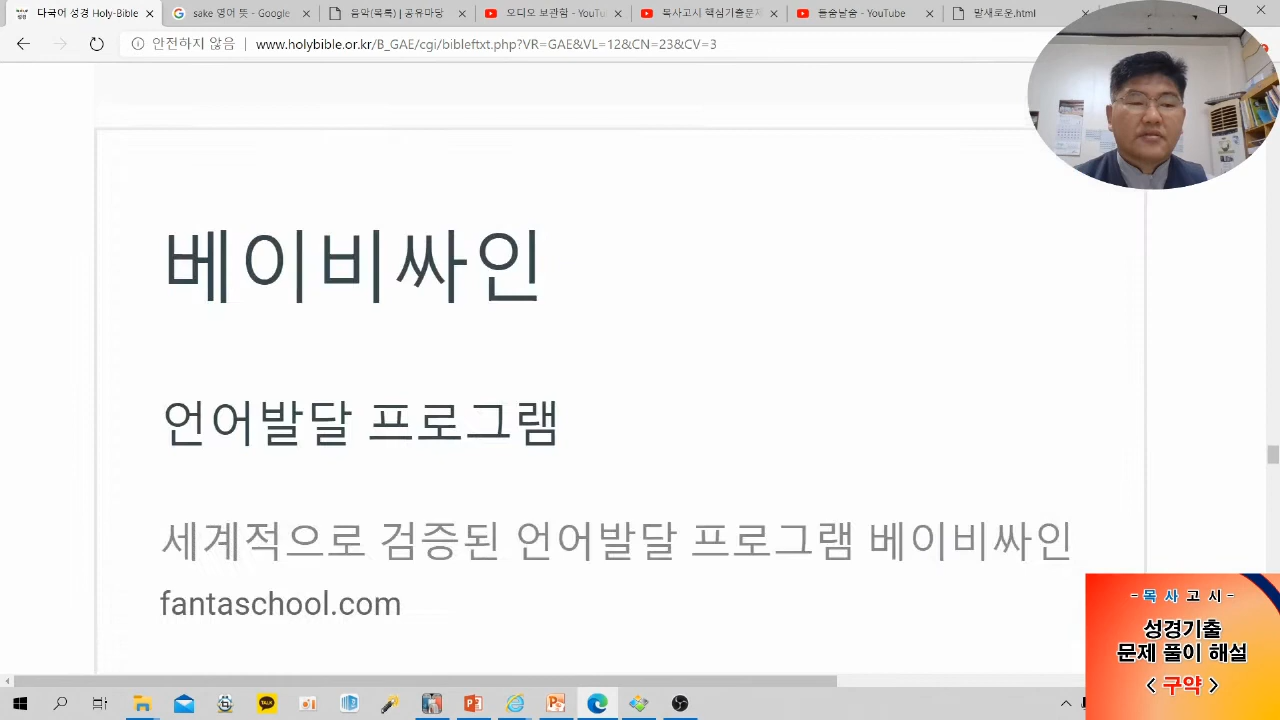 다국어 성경 Holy-Bible
sake 영어 뜻 - Google
음악(목록) | 공유마당
오디오 보관함 - YouTu
목사고시 핵심기출문제
들숨날숨 - YouTube
말새로운.html
안전하지 않음
www.holybible.or.kr/B_GAE/cgi/bibleftxt.php?VR=GAE&VL=12&CN=23&CV=3
베이비싸인
언어발달 프로그램
세계적으로 검증된 언어발달 프로그램 베이비싸인
fantaschool.com
- 목 사 고 시 -
성경기출
문제 풀이 해설
< 구약 >